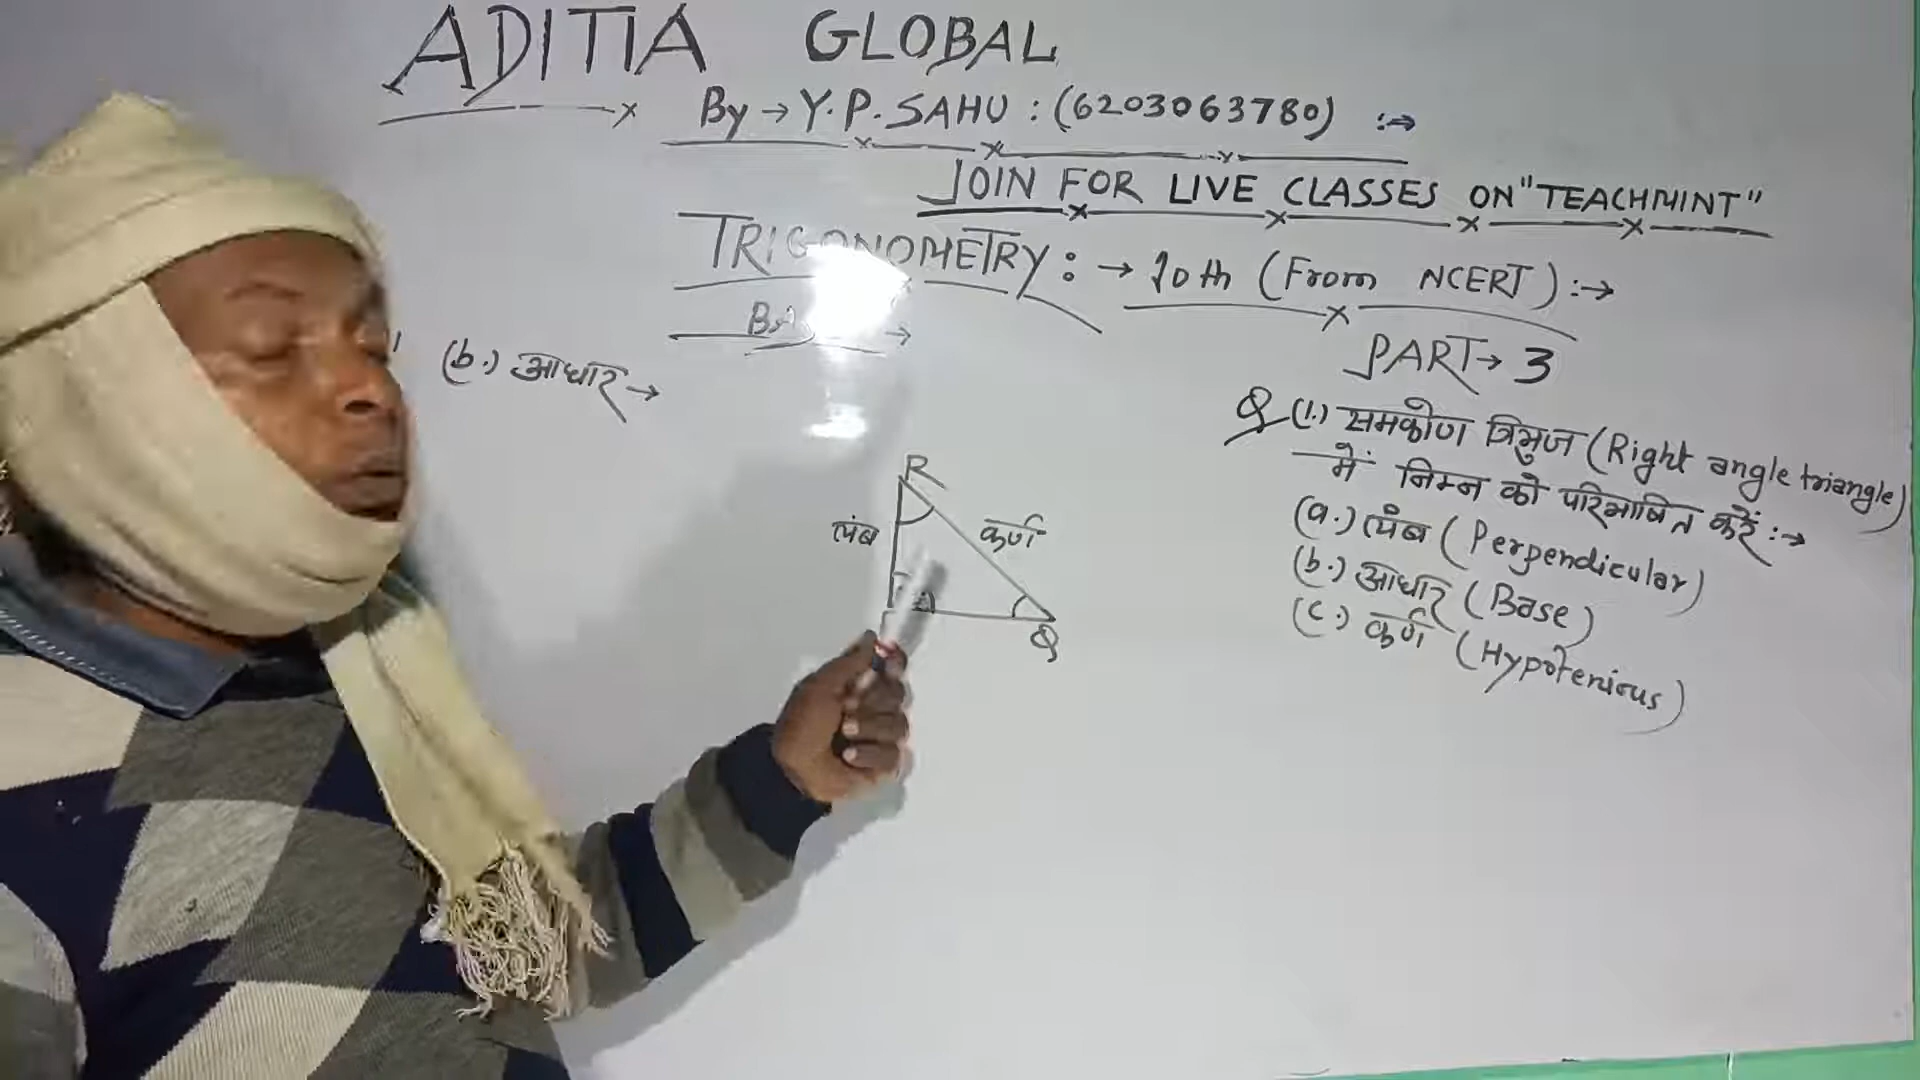 ADITIA GLOBAL
By → Y.P. SAHU : (6203063780) :→
JOIN FOR LIVE CLASSES ON "TEACHMINT"
TRIGONOMETRY : → 10th (From NCERT) :→
PART → 3
(b.) आधार →
Q (1.) समकोण त्रिभुज (Right angle triangle)
में निम्न को परिभाषित करें :→
(a.) लंब (Perpendicular)
(b.) आधार (Base)
(c.) कर्ण (Hypotenious)
R
लंब कर्ण
Q